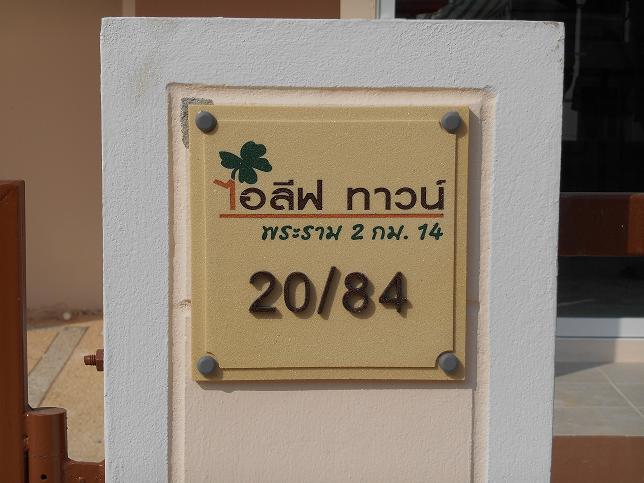 ไอลีฟ ทาวน์
พระราม 2 กม. 14
20/84